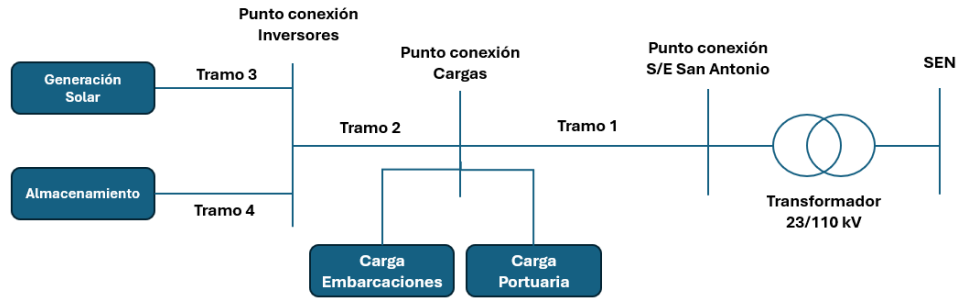 Punto conexión
Inversores
Punto conexión
Cargas
Punto conexión
S/E San Antonio
SEN
Generación
Solar
Tramo 3
Tramo 2
Tramo 1
Almacenamiento
Tramo 4
Transformador
23/110 kV
Carga
Embarcaciones
Carga
Portuaria